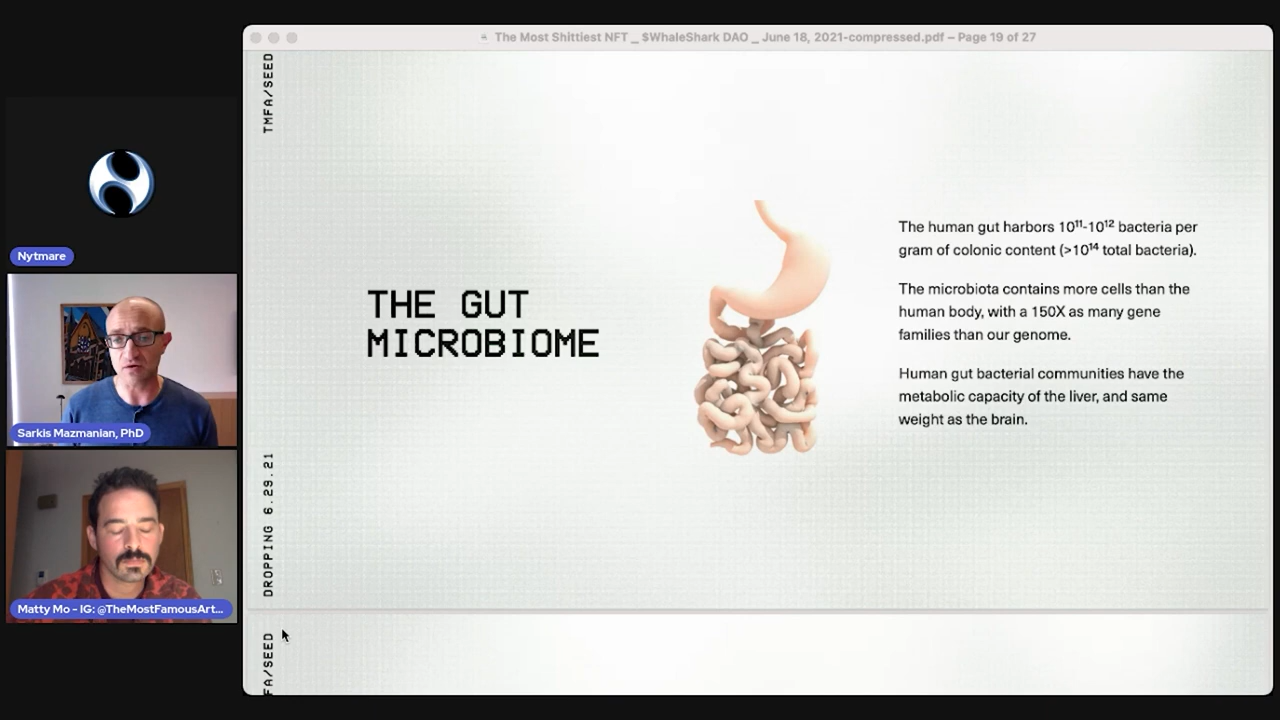 The Most Shittiest NFT _ $WhaleShark DAO _ June 18, 2021-compressed.pdf – Page 19 of 27
TMFA/SEED
Nytmare
Sarkis Mazmanian, PhD
Matty Mo - IG: @TheMostFamousArt...
THE GUT
MICROBIOME
The human gut harbors 10¹¹-10¹² bacteria per
gram of colonic content (>10¹⁴ total bacteria).
The microbiota contains more cells than the
human body, with a 150X as many gene
families than our genome.
Human gut bacterial communities have the
metabolic capacity of the liver, and same
weight as the brain.
DROPPING 6.29.21
FA/SEED